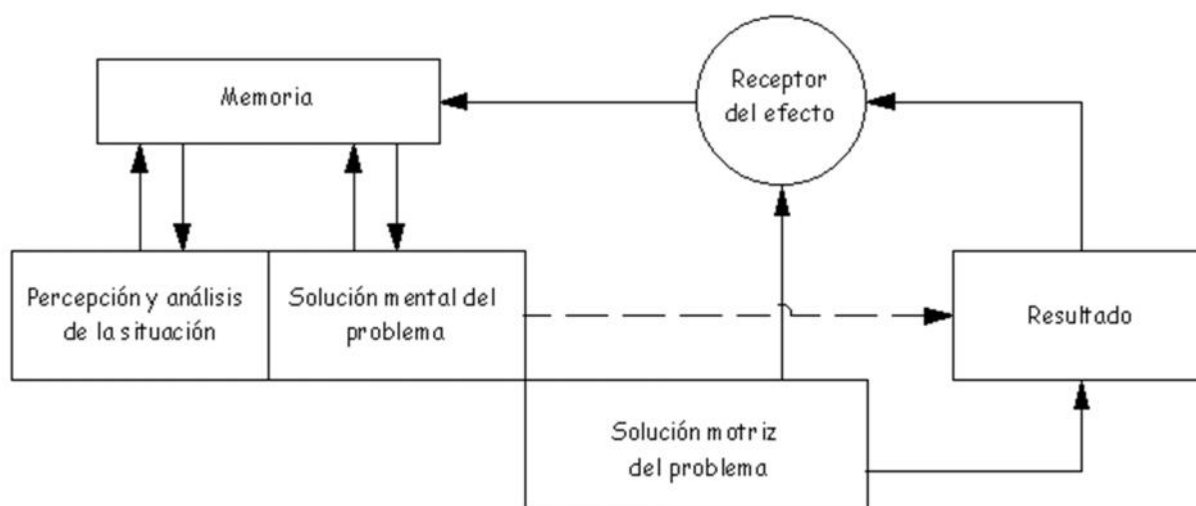 Memoria
Receptor
del efecto
Percepción y análisis
de la situación
Solución mental del
problema
Resultado
Solución motriz
del problema